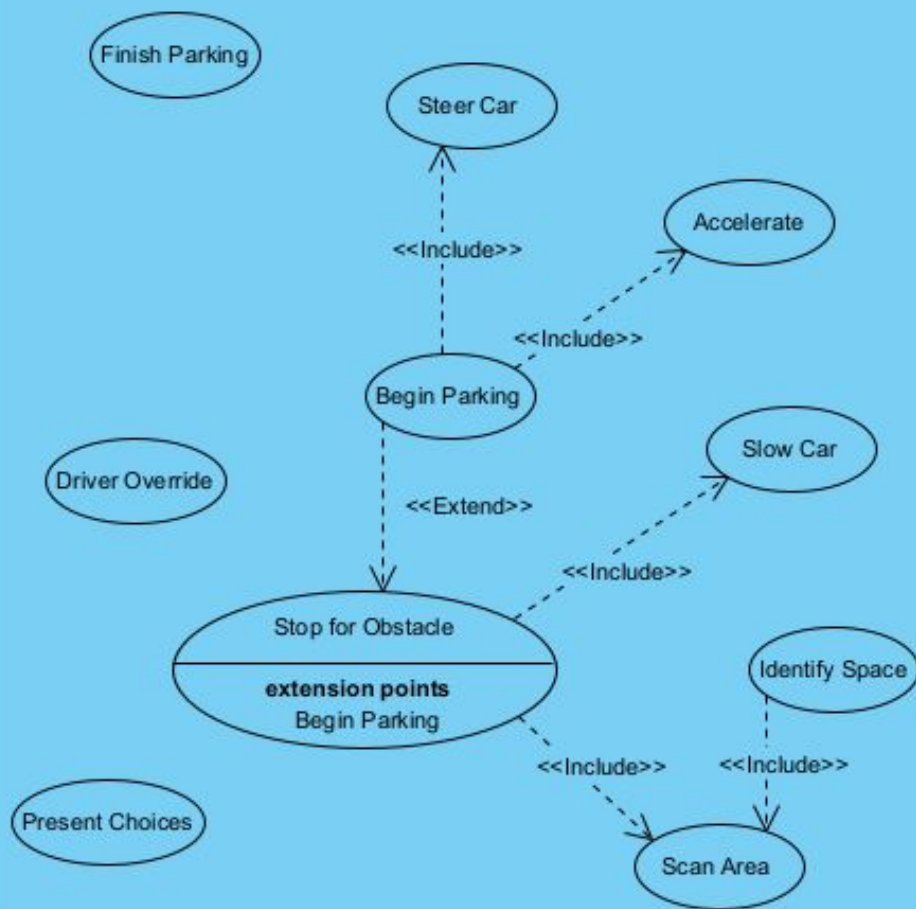 Finish Parking
Steer Car
Accelerate
<<Include>>
<<Include>>
Begin Parking
Slow Car
Driver Override
<<Extend>>
<<Include>>
Stop for Obstacle
Identify Space
extension points
Begin Parking
<<Include>>
<<Include>>
Present Choices
Scan Area